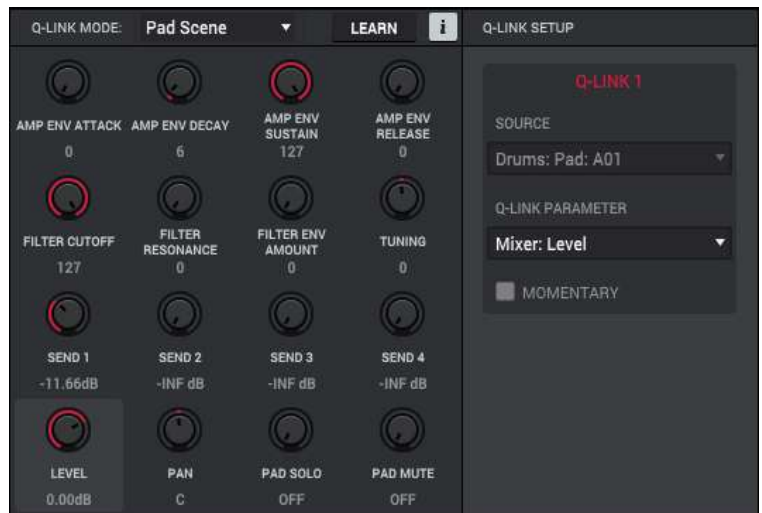 Q-LINK MODE: Pad Scene LEARN i Q-LINK SETUP
Q-LINK 1
AMP ENV ATTACK AMP ENV DECAY AMP ENV SUSTAIN AMP ENV RELEASE
0 6 127 0
SOURCE
Drums: Pad: A01
Q-LINK PARAMETER
Mixer: Level
MOMENTARY
FILTER CUTOFF FILTER RESONANCE FILTER ENV AMOUNT TUNING
127 0 0 0
SEND 1 SEND 2 SEND 3 SEND 4
-11.66dB -INF dB -INF dB -INF dB
LEVEL PAN PAD SOLO PAD MUTE
0.00dB C OFF OFF